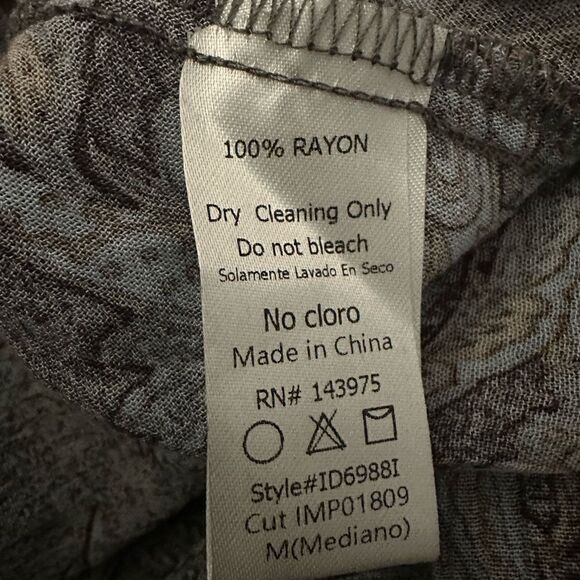 100% RAYON
Dry Cleaning Only
Do not bleach
Solamente Lavado En Seco
No cloro
Made in China
RN# 143975
Style#ID6988I
Cut IMP01809
M(Mediano)